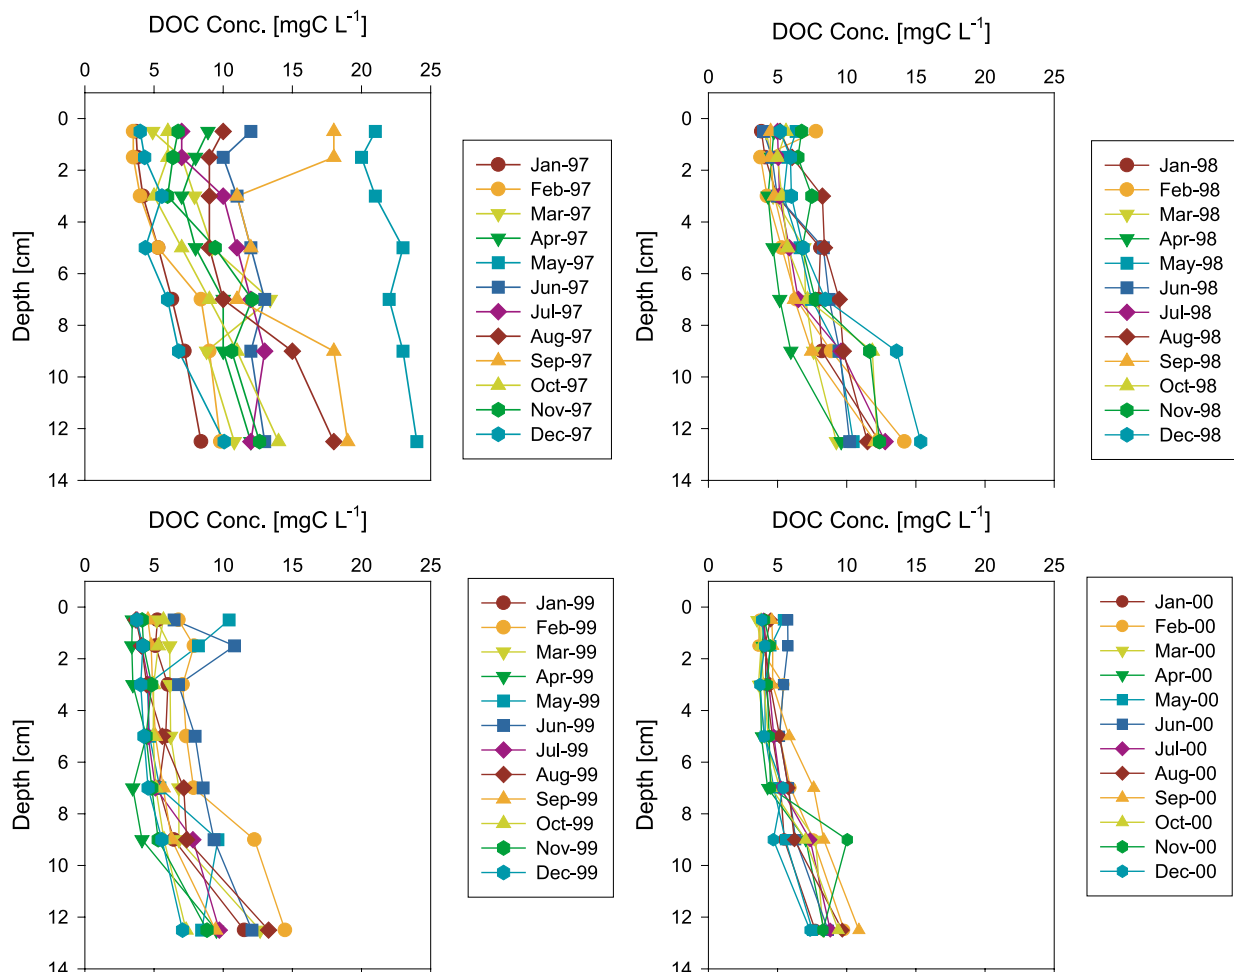 DOC Conc. [mgC L⁻¹]
0 5 10 15 20 25
0
2
4
6
8
10
12
14
Depth [cm]
Jan-97
Feb-97
Mar-97
Apr-97
May-97
Jun-97
Jul-97
Aug-97
Sep-97
Oct-97
Nov-97
Dec-97
DOC Conc. [mgC L⁻¹]
0 5 10 15 20 25
0
2
4
6
8
10
12
14
Depth [cm]
Jan-98
Feb-98
Mar-98
Apr-98
May-98
Jun-98
Jul-98
Aug-98
Sep-98
Oct-98
Nov-98
Dec-98
DOC Conc. [mgC L⁻¹]
0 5 10 15 20 25
0
2
4
6
8
10
12
14
Depth [cm]
Jan-99
Feb-99
Mar-99
Apr-99
May-99
Jun-99
Jul-99
Aug-99
Sep-99
Oct-99
Nov-99
Dec-99
DOC Conc. [mgC L⁻¹]
0 5 10 15 20 25
0
2
4
6
8
10
12
14
Depth [cm]
Jan-00
Feb-00
Mar-00
Apr-00
May-00
Jun-00
Jul-00
Aug-00
Sep-00
Oct-00
Nov-00
Dec-00